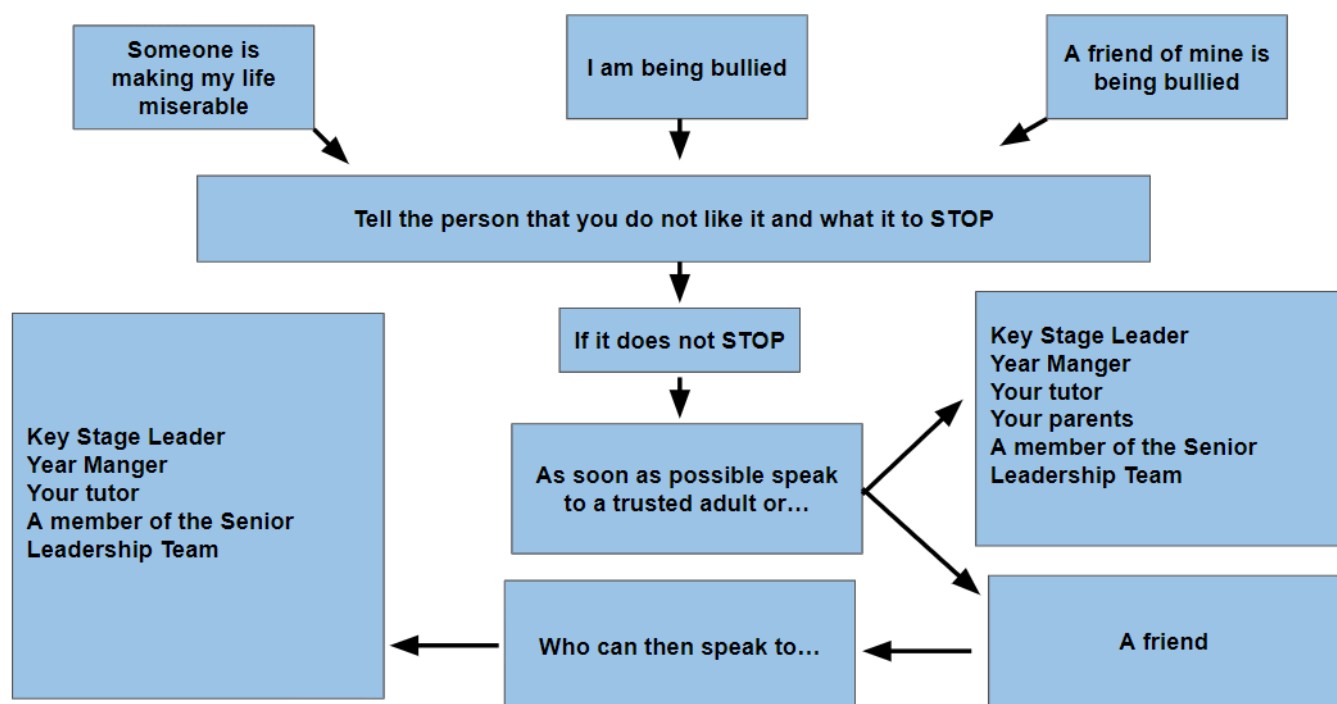 Someone is
making my life
miserable
I am being bullied
A friend of mine is
being bullied
Tell the person that you do not like it and what it to STOP
If it does not STOP
As soon as possible speak
to a trusted adult or…
Key Stage Leader
Year Manger
Your tutor
Your parents
A member of the Senior
Leadership Team
A friend
Who can then speak to…
Key Stage Leader
Year Manger
Your tutor
A member of the Senior
Leadership Team